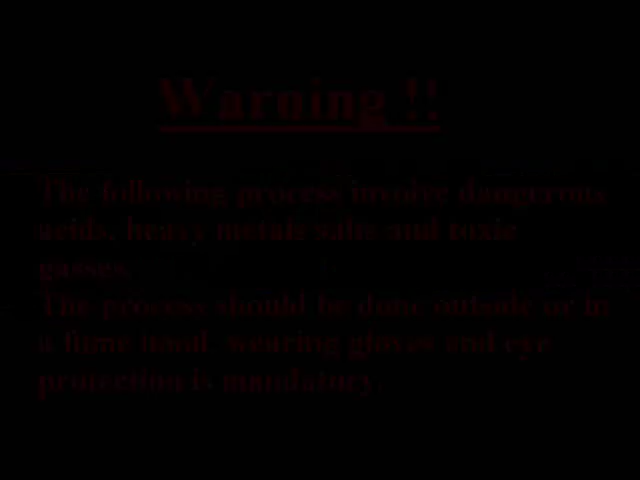 Warning !!
The following process involve dangerous
acids, heavy metals salts and toxic
gasses.
The process should be done outside or in
a fume hood, wearing gloves and eye
protection is mandatory.